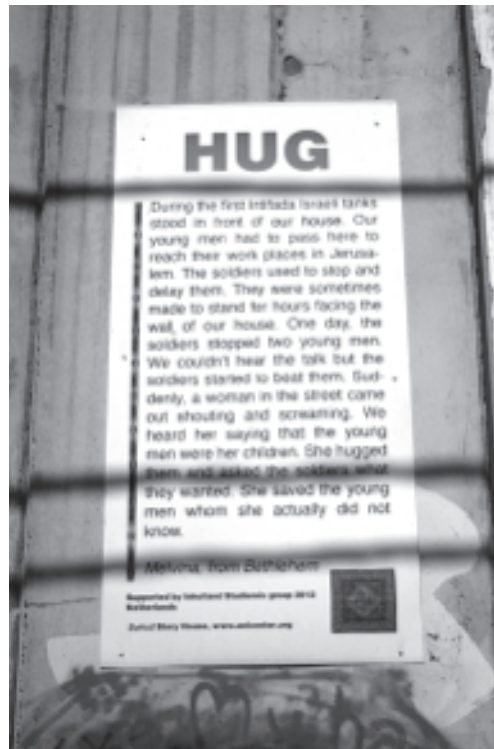 HUG
During the first Intifada Israeli tanks
stood in front of our house. Our
young men had to pass here to
reach their work places in Jerusa-
lem. The soldiers used to stop and
delay them. They were sometimes
made to stand for hours facing the
wall, of our house. One day, the
soldiers stopped two young men.
We couldn't hear the talk but the
soldiers started to beat them. Sud-
denly, a woman in the street came
out shouting and screaming. We
heard her saying that the young
men were her children. She hugged
them and asked the soldiers what
they wanted. She saved the young
men whom she actually did not
know.
Melvina, from Bethlehem
Supported by Students group 2012
Netherlands
Story House, www.aeicenter.org